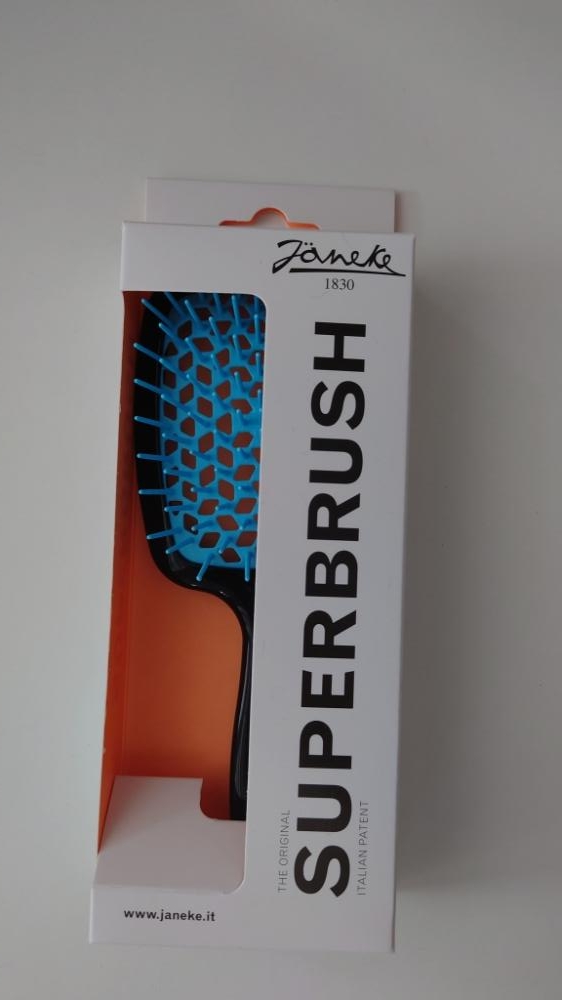 Jäneke
1830
THE ORIGINAL
SUPERBRUSH
ITALIAN PATENT
www.janeke.it